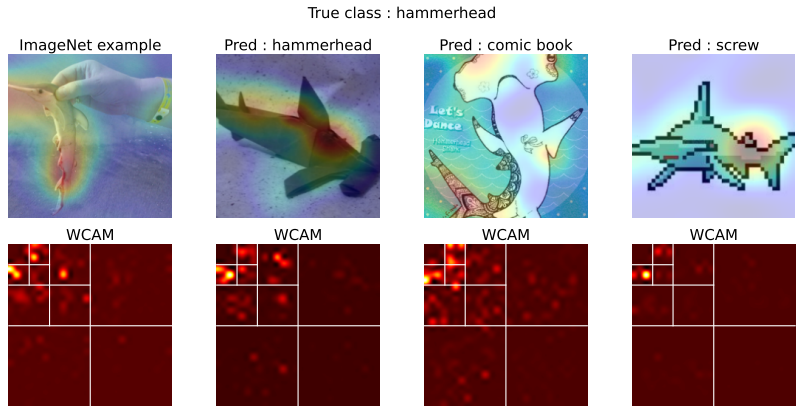 True class : hammerhead
ImageNet example
Pred : hammerhead
Pred : comic book
Pred : screw
Let's
Dance
WCAM
WCAM
WCAM
WCAM